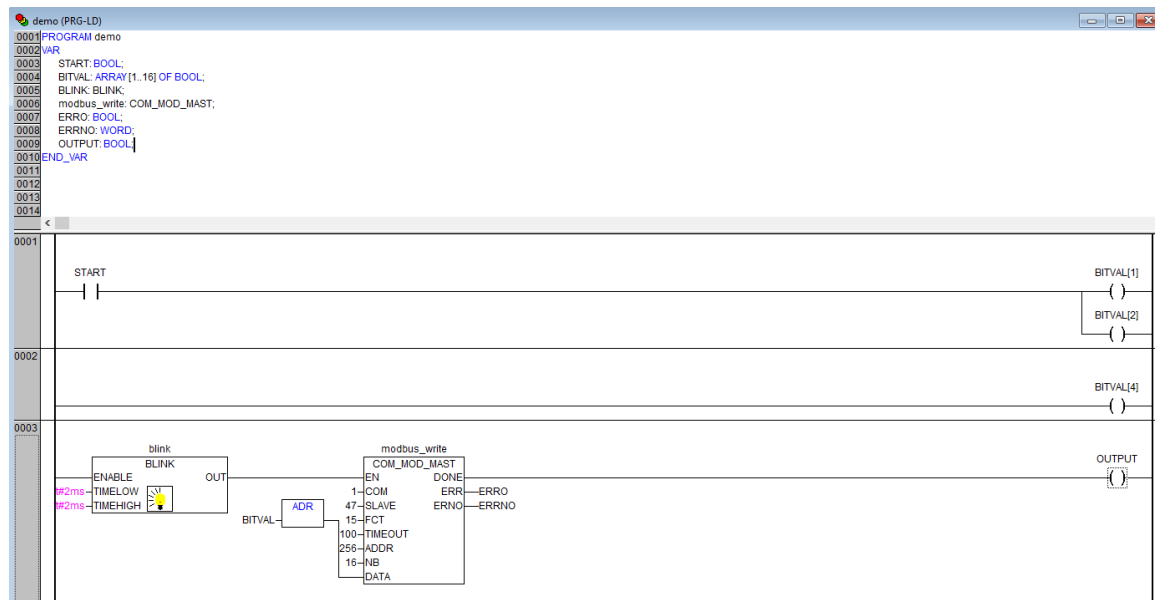 demo (PRG-LD)
0001 PROGRAM demo
0002 VAR
0003 START: BOOL;
0004 BITVAL: ARRAY [1..16] OF BOOL;
0005 BLINK: BLINK;
0006 modbus_write: COM_MOD_MAST;
0007 ERRO: BOOL;
0008 ERRNO: WORD;
0009 OUTPUT: BOOL;
0010 END_VAR
0011
0012
0013
0014
0001
START BITVAL[1]
BITVAL[2]
0002
BITVAL[4]
0003
blink modbus_write
BLINK COM_MOD_MAST OUTPUT
ENABLE OUT EN DONE
t#2ms TIMELOW 1 COM ERR ERRO
t#2ms TIMEHIGH ADR 47 SLAVE ERNO ERRNO
BITVAL 15 FCT
100 TIMEOUT
256 ADDR
16 NB
DATA